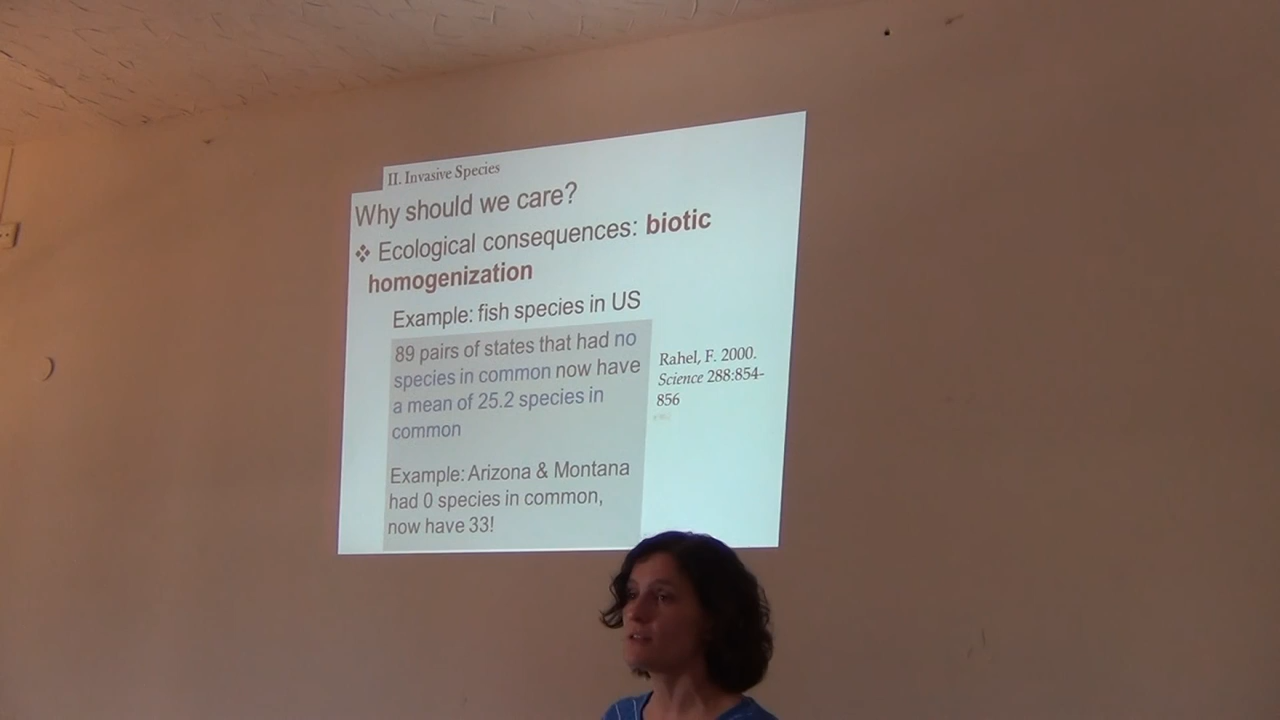 II. Invasive Species
Why should we care?
❖ Ecological consequences: biotic
homogenization
Example: fish species in US
89 pairs of states that had no
species in common now have
a mean of 25.2 species in
common
Example: Arizona & Montana
had 0 species in common,
now have 33!
Rahel, F. 2000.
Science 288:854-
856